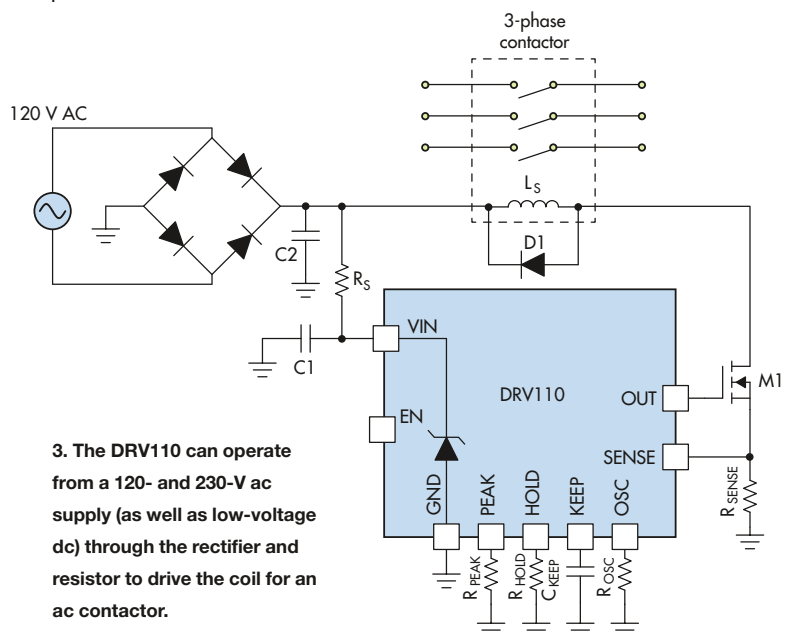 3-phase
contactor
120 V AC
LS
D1
C2
RS
VIN
C1
DRV110
M1
OUT
EN
SENSE
GND
PEAK
HOLD
KEEP
OSC
RSENSE
RPEAK
RHOLD
CKEEP
ROSC
3. The DRV110 can operate
from a 120- and 230-V ac
supply (as well as low-voltage
dc) through the rectifier and
resistor to drive the coil for an
ac contactor.